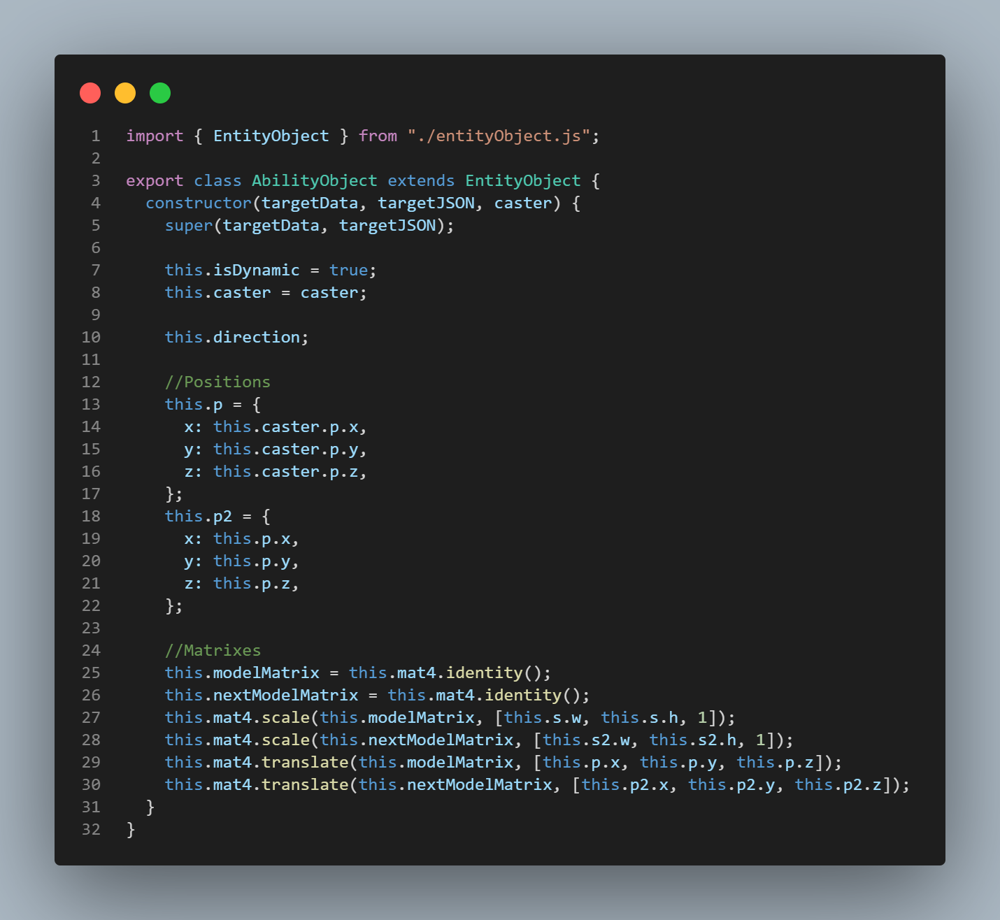 1 import { EntityObject } from "./entityObject.js";
2
3 export class AbilityObject extends EntityObject {
4   constructor(targetData, targetJSON, caster) {
5     super(targetData, targetJSON);
6
7     this.isDynamic = true;
8     this.caster = caster;
9
10     this.direction;
11
12     //Positions
13     this.p = {
14       x: this.caster.p.x,
15       y: this.caster.p.y,
16       z: this.caster.p.z,
17     };
18     this.p2 = {
19       x: this.p.x,
20       y: this.p.y,
21       z: this.p.z,
22     };
23
24     //Matrixes
25     this.modelMatrix = this.mat4.identity();
26     this.nextModelMatrix = this.mat4.identity();
27     this.mat4.scale(this.modelMatrix, [this.s.w, this.s.h, 1]);
28     this.mat4.scale(this.nextModelMatrix, [this.s2.w, this.s2.h, 1]);
29     this.mat4.translate(this.modelMatrix, [this.p.x, this.p.y, this.p.z]);
30     this.mat4.translate(this.nextModelMatrix, [this.p2.x, this.p2.y, this.p2.z]);
31   }
32 }